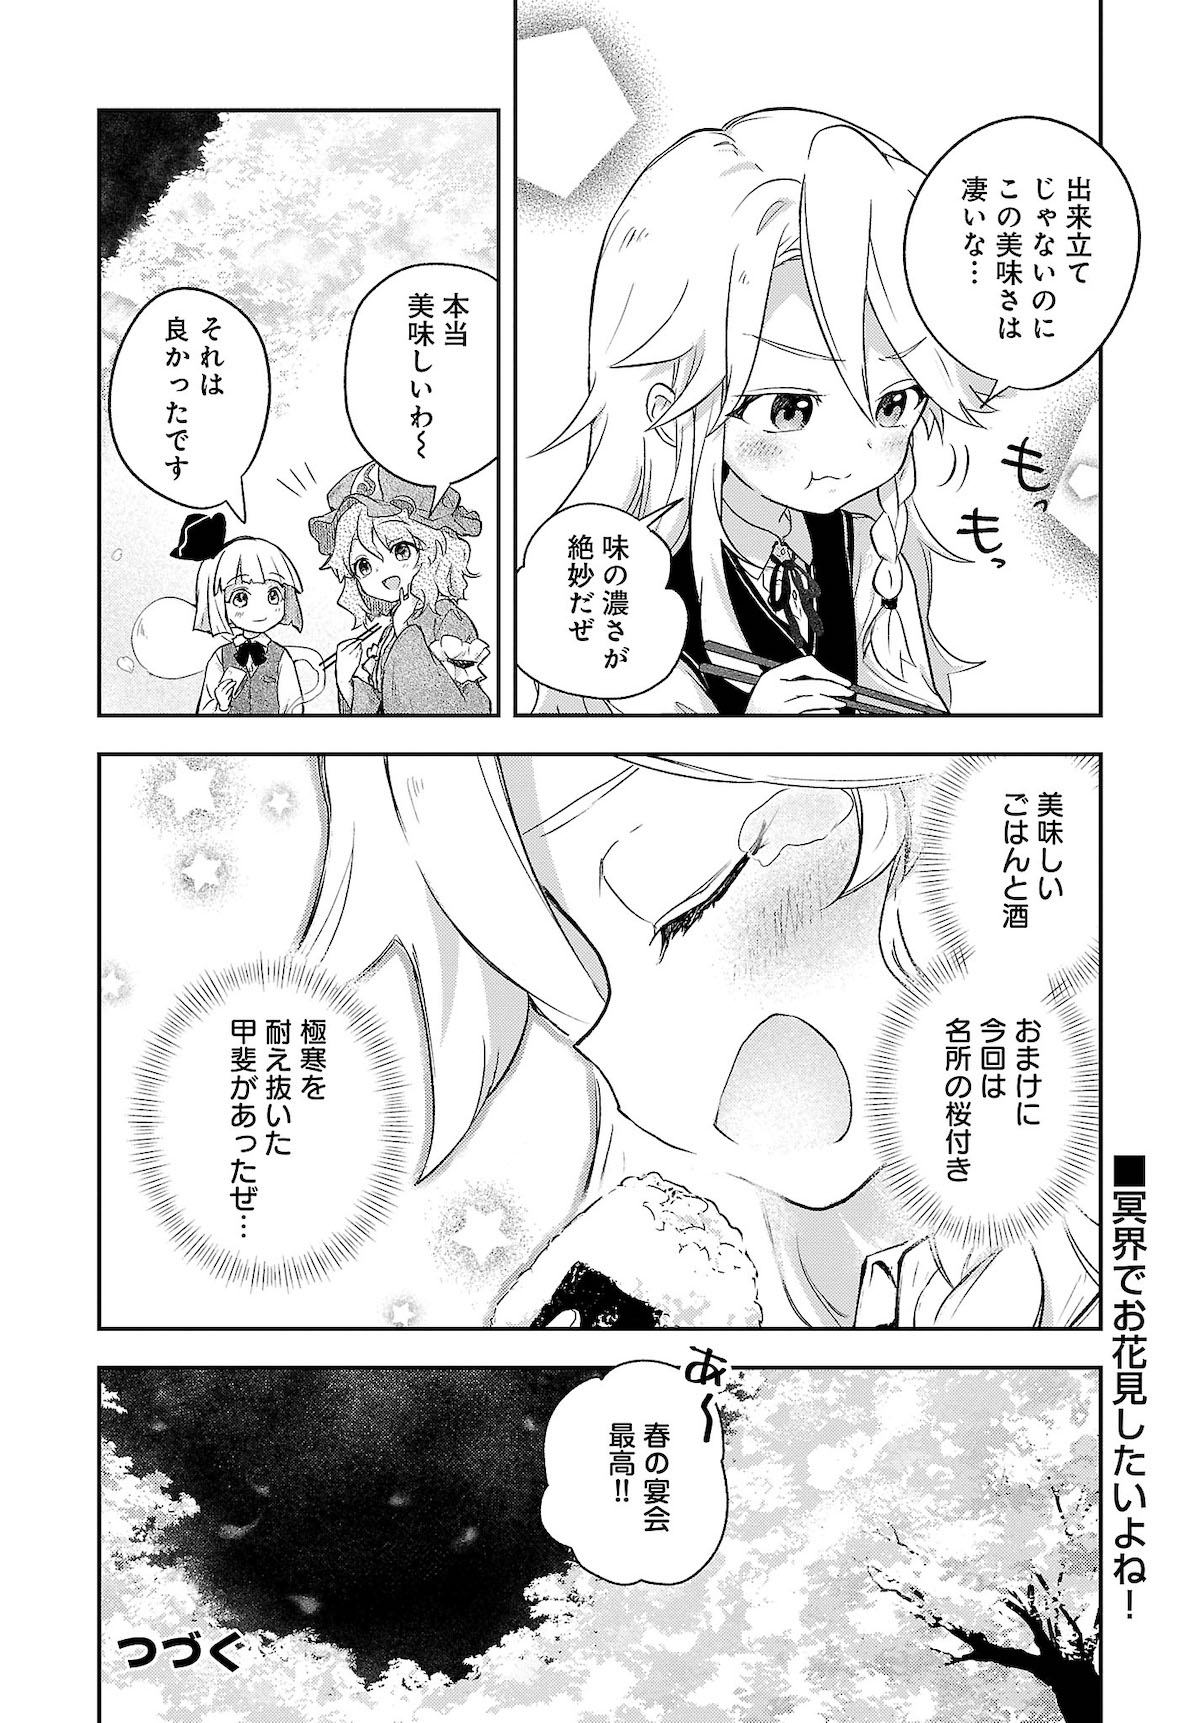 出来立て
じゃないのに
この美味さは
凄いな…
もっ
もっ
味の濃さが
絶妙だぜ
本当
美味しいわ～
それは
良かったです
美味しい
ごはんと酒
おまけに
今回は
名所の桜付き
極寒を
耐え抜いた
甲斐があったぜ…
あ～
春の宴会
最高!!
つづく
■冥界でお花見したいよね！